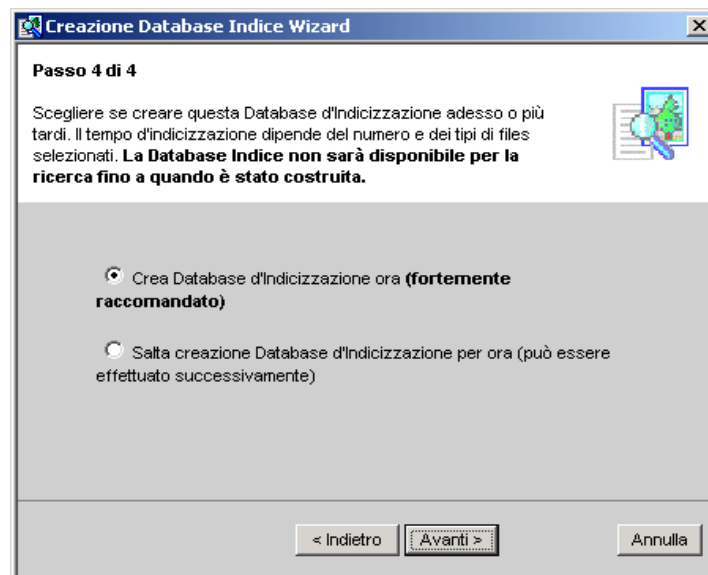 Creazione Database Indice Wizard
Passo 4 di 4
Scegliere se creare questa Database d'Indicizzazione adesso o più
tardi. Il tempo d'indicizzazione dipende del numero e dei tipi di files
selezionati. La Database Indice non sarà disponibile per la
ricerca fino a quando è stato costruita.
Crea Database d'Indicizzazione ora (fortemente
raccomandato)
Salta creazione Database d'Indicizzazione per ora (può essere
effettuato successivamente)
< Indietro
Avanti >
Annulla